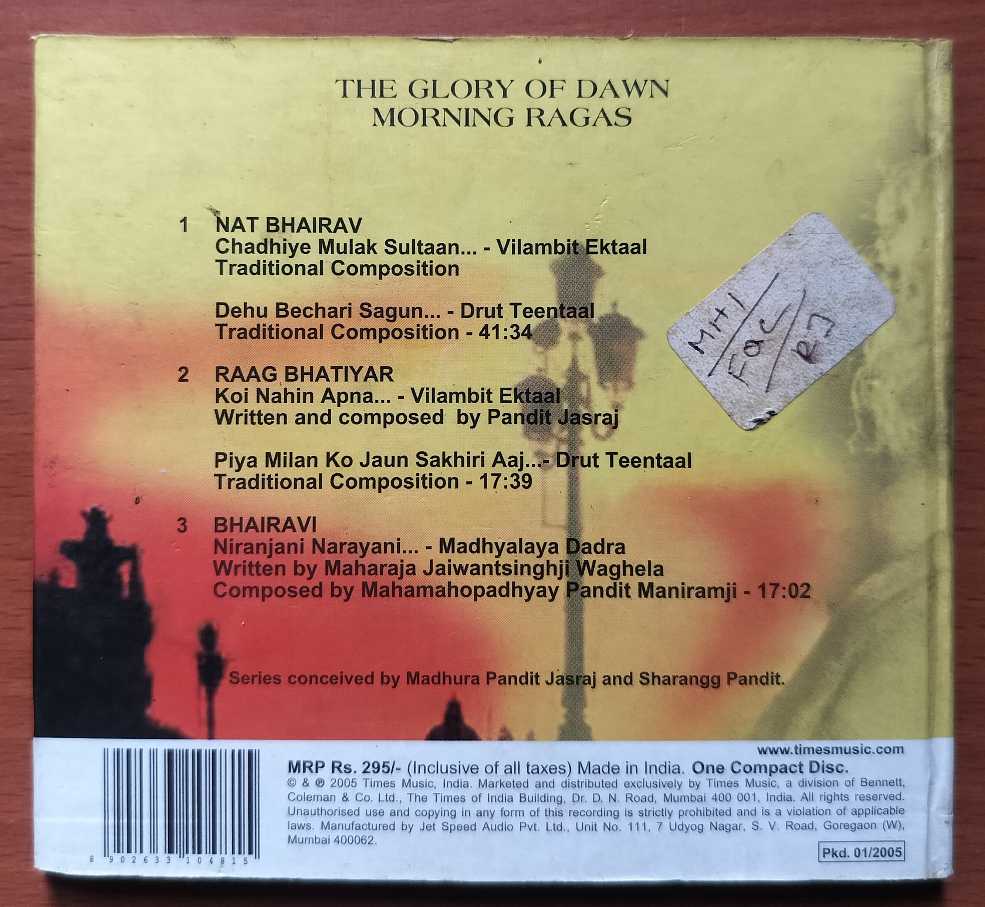 THE GLORY OF DAWN
MORNING RAGAS
1 NAT BHAIRAV
Chadhiye Mulak Sultaan... - Vilambit Ektaal
Traditional Composition
Dehu Bechari Sagun... - Drut Teentaal
Traditional Composition - 41:34
MH1/
FQC/
RJ
2 RAAG BHATIYAR
Koi Nahin Apna... - Vilambit Ektaal
Written and composed by Pandit Jasraj
Piya Milan Ko Jaun Sakhiri Aaj...- Drut Teentaal
Traditional Composition - 17:39
3 BHAIRAVI
Niranjani Narayani... - Madhyalaya Dadra
Written by Maharaja Jaiwantsinghji Waghela
Composed by Mahamahopadhyay Pandit Maniramji - 17:02
Series conceived by Madhura Pandit Jasraj and Sharangg Pandit.
www.timesmusic.com
MRP Rs. 295/- (Inclusive of all taxes) Made in India. One Compact Disc.
© & ℗ 2005 Times Music, India. Marketed and distributed exclusively by Times Music, a division of Bennett,
Coleman & Co. Ltd., The Times of India Building, Dr. D. N. Road, Mumbai 400 001, India. All rights reserved.
Unauthorised use and copying in any form of this recording is strictly prohibited and is a violation of applicable
laws. Manufactured by Jet Speed Audio Pvt. Ltd., Unit No. 111, 7 Udyog Nagar, S. V. Road, Goregaon (W),
Mumbai 400062.
Pkd. 01/2005
8 902633 104815